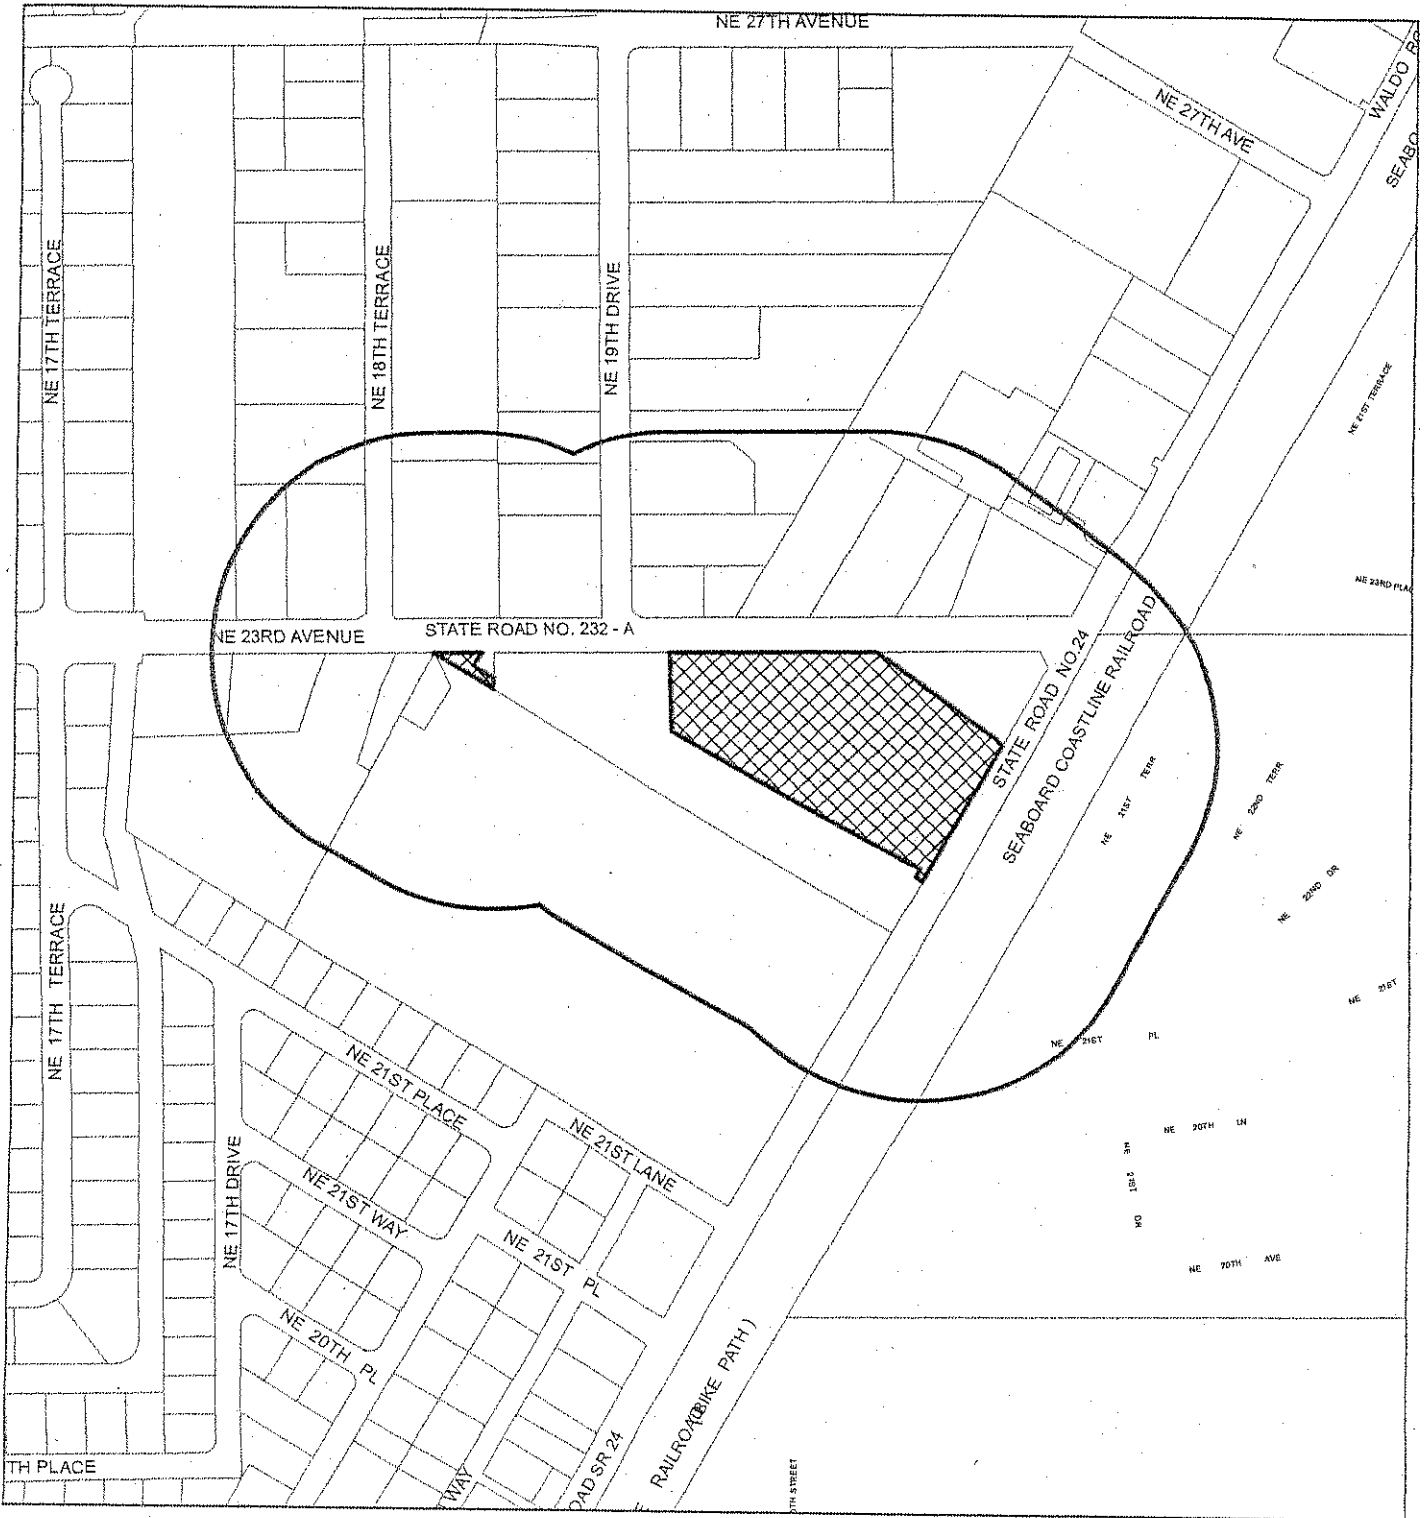 NE 27TH AVENUE
WALDO
NE 27TH AVE
SEABO
NE 17TH TERRACE
NE 18TH TERRACE
NE 19TH DRIVE
NE 21ST TERRACE
NE 23RD PLAC
NE 23RD AVENUE
STATE ROAD NO. 232 - A
STATE ROAD NO.24
SEABOARD COASTLINE RAILROAD
NE 21ST TERR
NE 22ND TERR
NE 22ND DR
NE 21ST
NE 17TH TERRACE
NE 21ST PL
NE 21ST PLACE
NE 21ST LANE
NE 20TH LN
NE 21ST DR
NE 17TH DRIVE
NE 21ST WAY
NE 21ST PL
NE 20TH AVE
NE 20TH PL
RAILROAD (BIKE PATH)
TH PLACE
WAY
OAD SR 24
0TH STREET